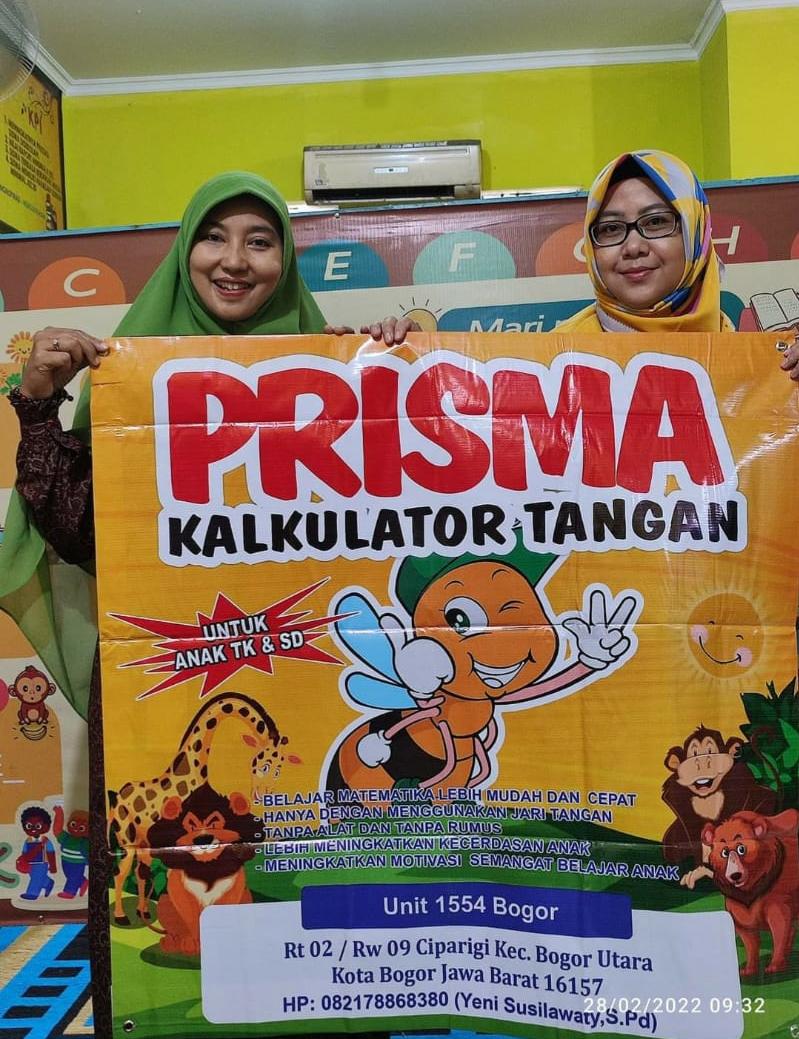 KPI
C
E
F
H
Mari
PRISMA
KALKULATOR TANGAN
UNTUK
ANAK TK & SD
- BELAJAR MATEMATIKA LEBIH MUDAH DAN CEPAT
- HANYA DENGAN MENGGUNAKAN JARI TANGAN
- TANPA ALAT DAN TANPA RUMUS
- LEBIH MENINGKATKAN KECERDASAN ANAK
- MENINGKATKAN MOTIVASI SEMANGAT BELAJAR ANAK
Unit 1554 Bogor
Rt 02 / Rw 09 Ciparigi Kec. Bogor Utara
Kota Bogor Jawa Barat 16157
HP: 082178868380 (Yeni Susilawaty,S.Pd)
28/02/2022 09:32